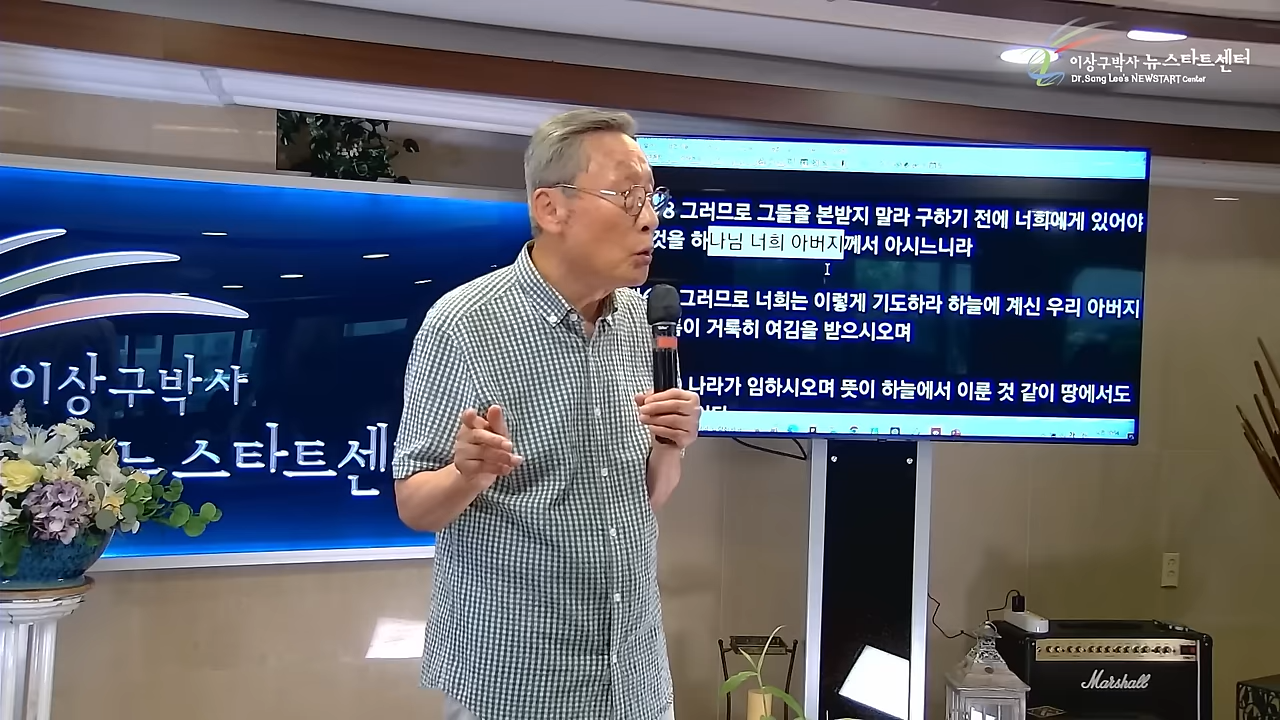 이상구박사 뉴스타트센터
Dr.Sang Lee's NEWSTART Center
8 그러므로 그들을 본받지 말라 구하기 전에 너희에게 있어야
것을 하나님 너희 아버지께서 아시느니라
그러므로 너희는 이렇게 기도하라 하늘에 계신 우리 아버지
거룩히 여김을 받으시오며
나라가 임하시오며 뜻이 하늘에서 이룬 것 같이 땅에서도
이상구박사
뉴스타트센
Marshall